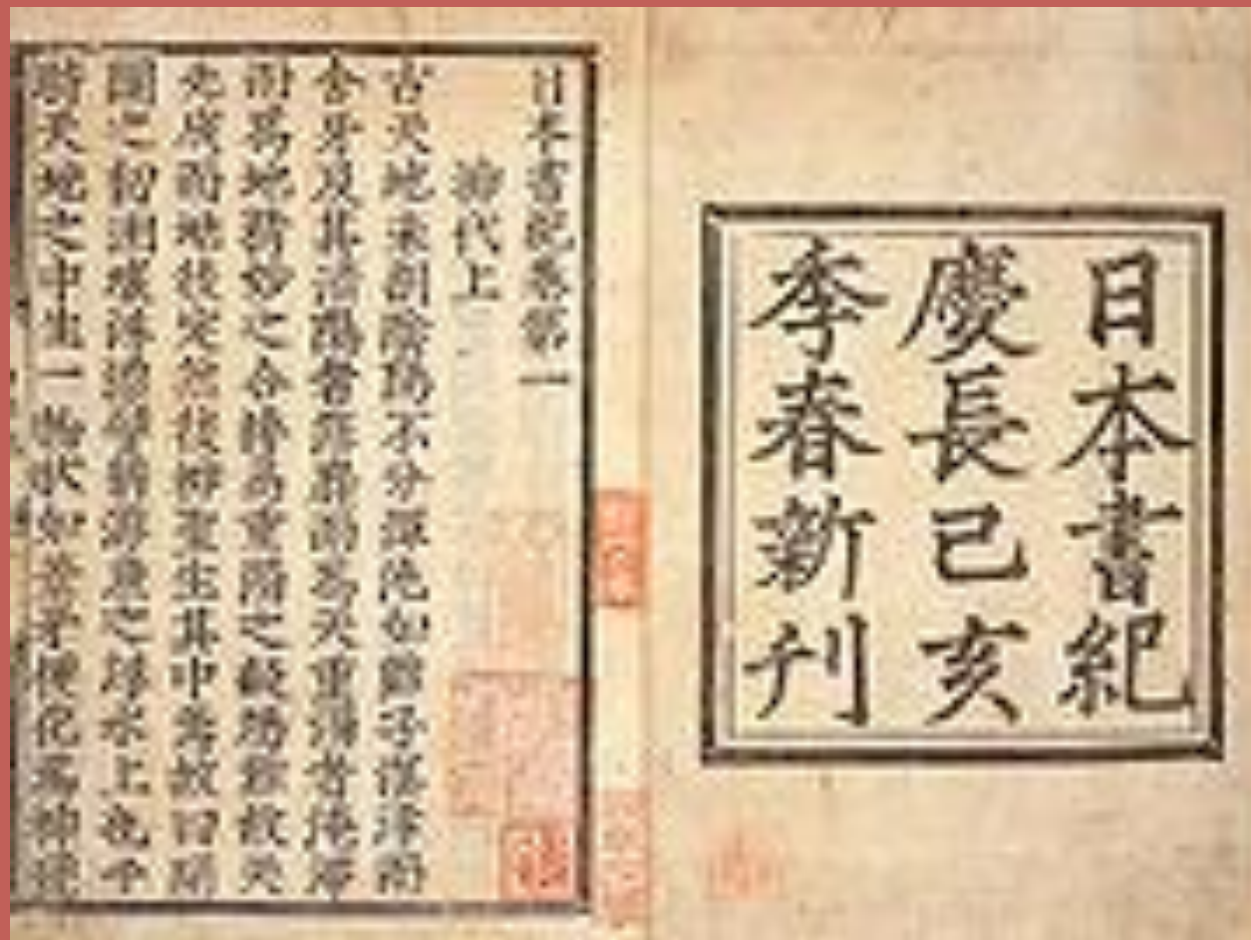 日本書紀
慶長己亥
季春新刊
日本書紀卷第一
神代上
古天地未剖陰陽不分渾沌如鷄子溟涬而
含牙及其清陽者薄靡而爲天重濁者淹滯
而爲地精妙之合摶易重濁之凝場難故天
先成而地後定然後神聖生其中焉故曰開
闢之初洲壤浮漂譬猶游魚之浮水上也于
時天地之中生一物狀如葦牙便化爲神